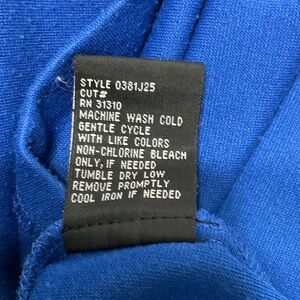 STYLE 0381J25
CUT#
RN 31310
MACHINE WASH COLD
GENTLE CYCLE
WITH LIKE COLORS
NON-CHLORINE BLEACH
ONLY, IF NEEDED
TUMBLE DRY LOW
REMOVE PROMPTLY
COOL IRON IF NEEDED